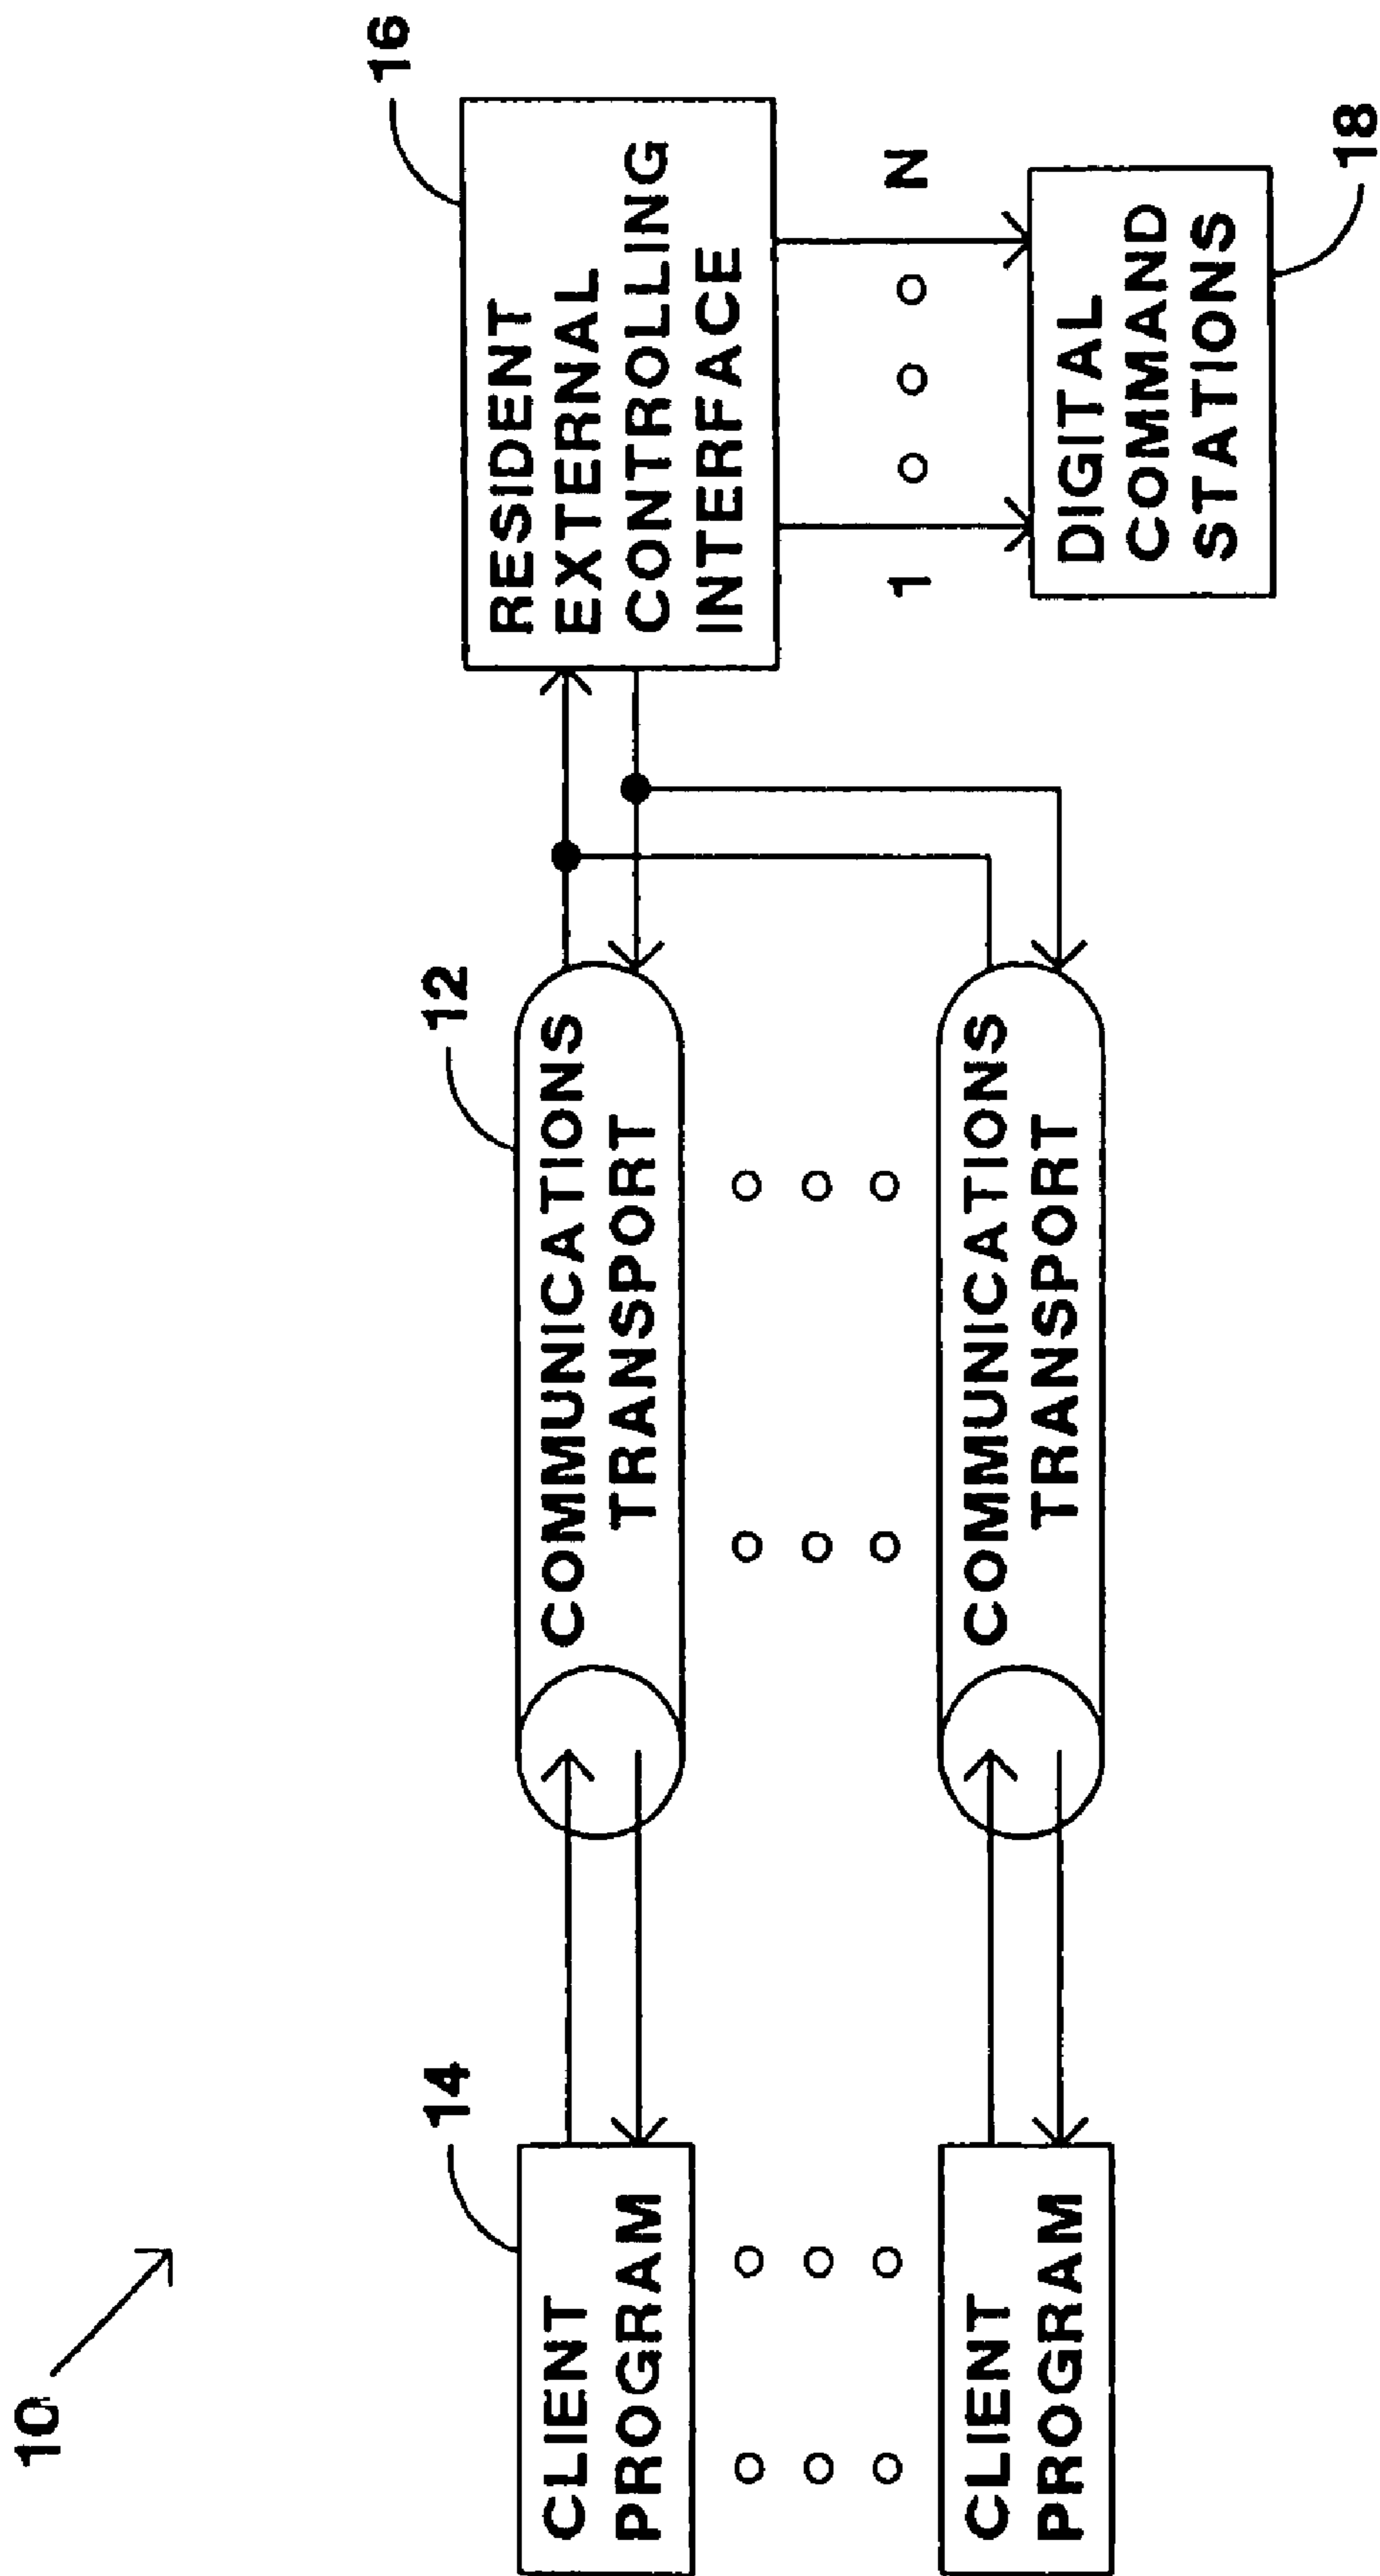 10
14
CLIENT
PROGRAM
12
COMMUNICATIONS
TRANSPORT
16
RESIDENT
EXTERNAL
CONTROLLING
INTERFACE
CLIENT
PROGRAM
COMMUNICATIONS
TRANSPORT
1
N
DIGITAL
COMMAND
STATIONS
18